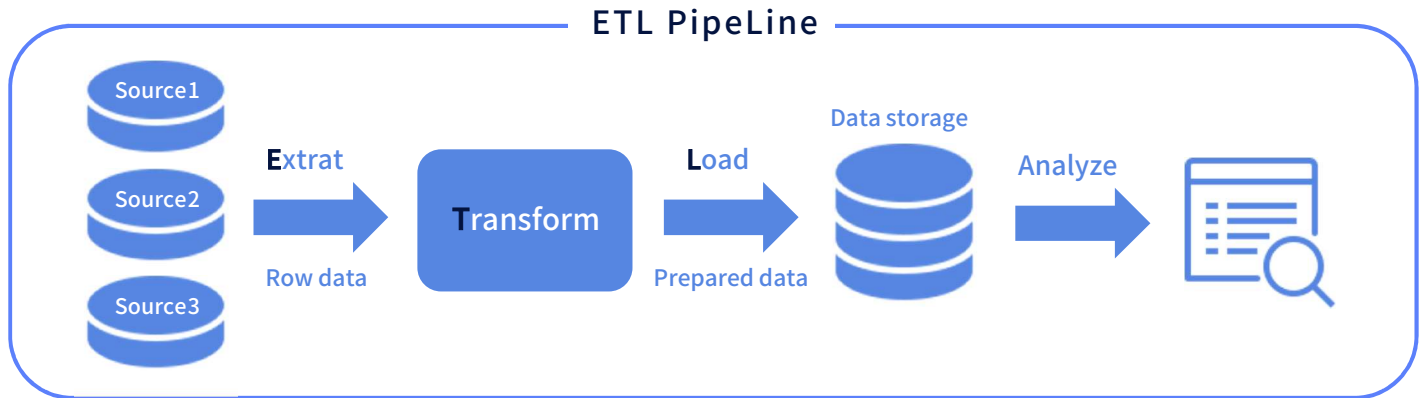 ETL PipeLine
Source1
Source2
Source3
Extrat
Row data
Transform
Load
Prepared data
Data storage
Analyze